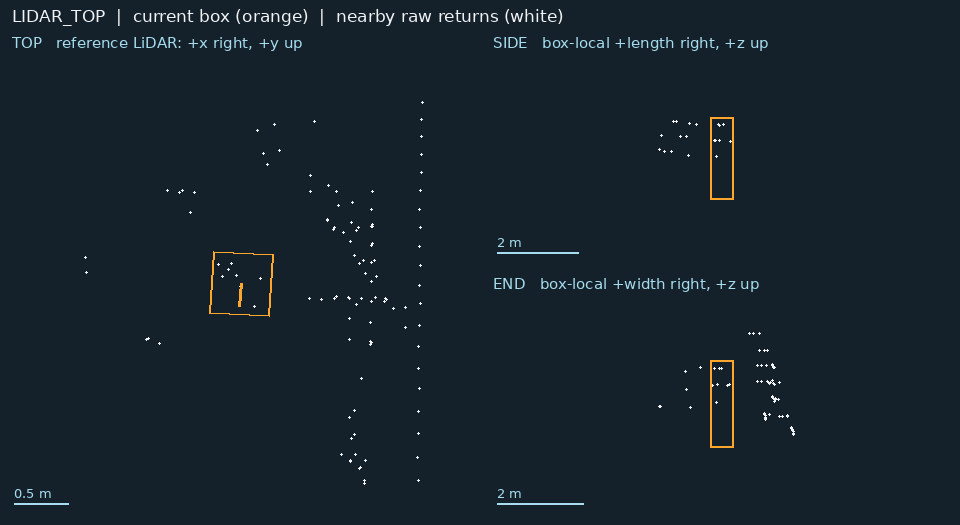 LIDAR_TOP  |  current box (orange)  |  nearby raw returns (white)
TOP   reference LiDAR: +x right, +y up
SIDE   box-local +length right, +z up
2 m
END   box-local +width right, +z up
0.5 m
2 m